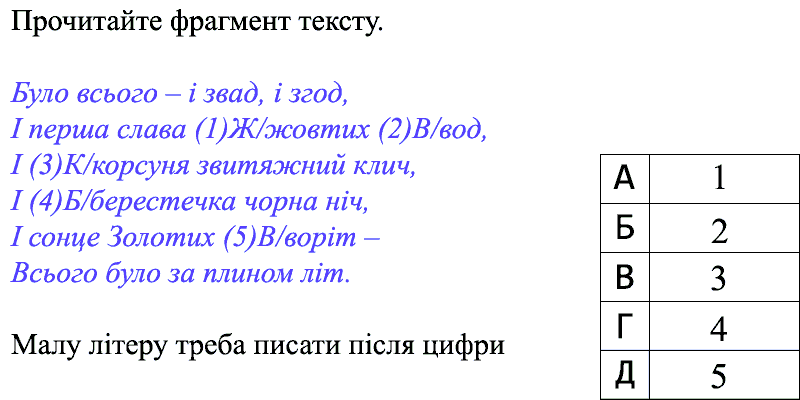 Прочитайте фрагмент тексту.
Було всього – і звад, і згод,
І перша слава (1)Ж/жовтих (2)В/вод,
І (3)К/корсуня звитяжний клич,
І (4)Б/берестечка чорна ніч,
І сонце Золотих (5)В/воріт –
Всього було за плином літ.
Малу літеру треба писати після цифри
А 1
Б 2
В 3
Г 4
Д 5